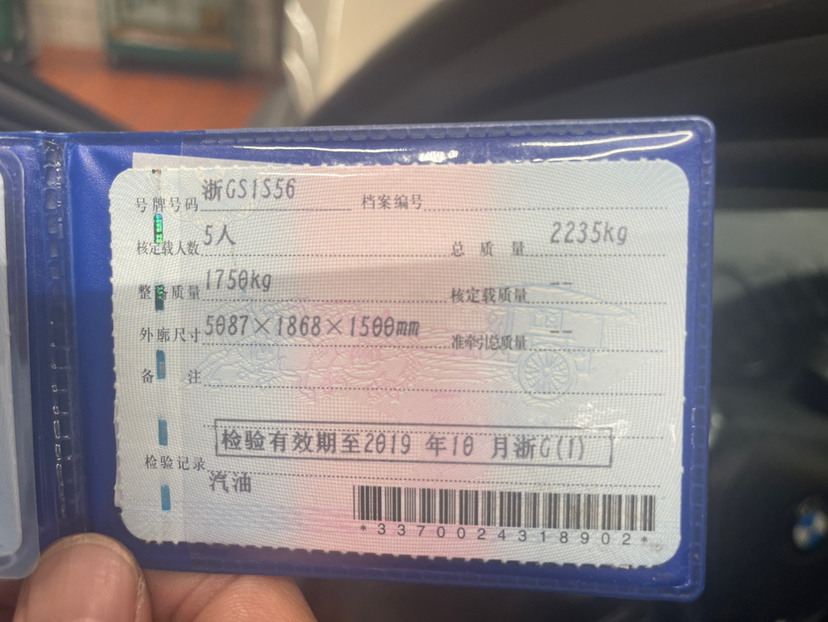 号牌号码 浙GS1S56 档案编号
核定载人数 5人 总质量 2235kg
整备质量 1750kg 核定载质量 --
外廓尺寸 5087×1868×1500mm 准牵引总质量 --
备注
检验有效期至2019年10月浙G(1)
检验记录
汽油
*3370024318902*